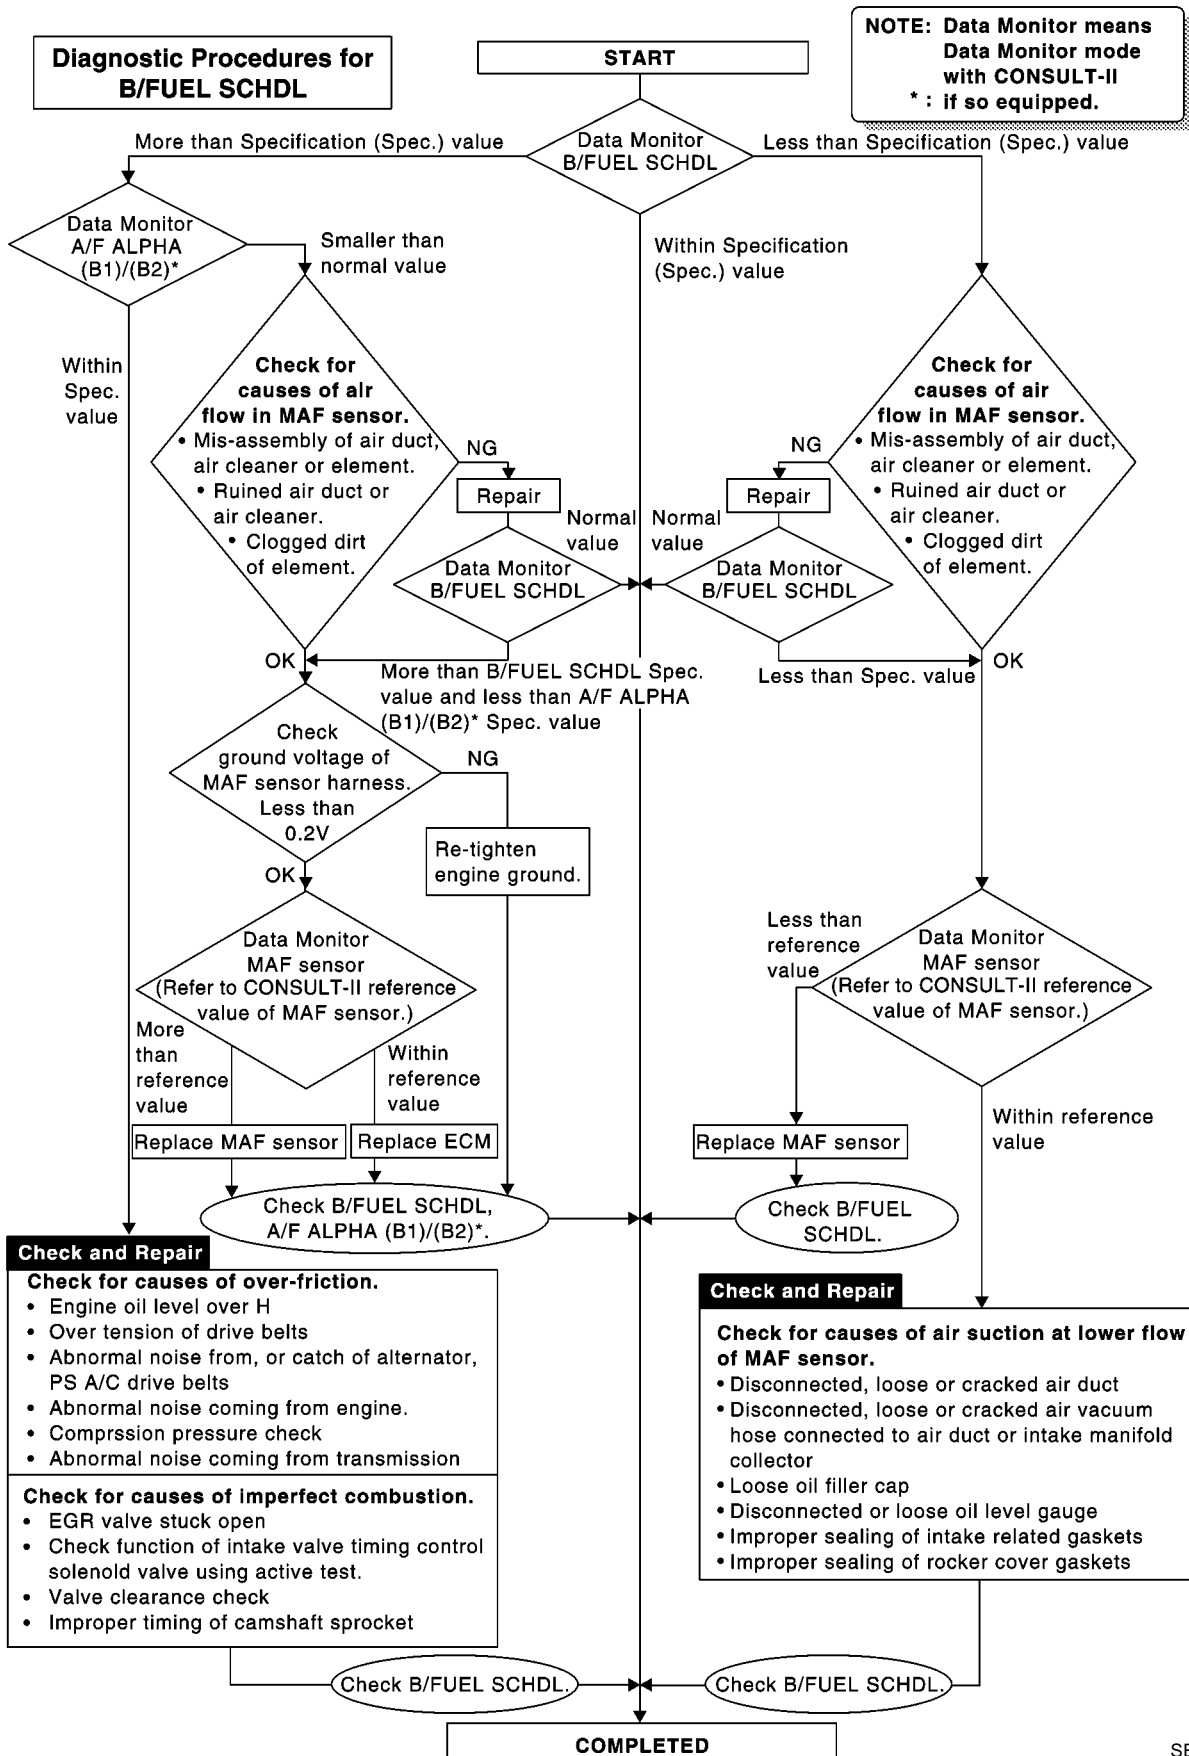 Diagnostic Procedures for
B/FUEL SCHDL
START
NOTE: Data Monitor means
Data Monitor mode
with CONSULT-II
* : if so equipped.
More than Specification (Spec.) value
Data Monitor
B/FUEL SCHDL
Less than Specification (Spec.) value
Data Monitor
A/F ALPHA
(B1)/(B2)*
Smaller than
normal value
Within Specification
(Spec.) value
Within
Spec.
value
Check for
causes of air
flow in MAF sensor.
• Mis-assembly of air duct,
air cleaner or element.
• Ruined air duct or
air cleaner.
• Clogged dirt
of element.
NG
Repair
Normal
value
Data Monitor
B/FUEL SCHDL
Check for
causes of air
flow in MAF sensor.
• Mis-assembly of air duct,
air cleaner or element.
• Ruined air duct or
air cleaner.
• Clogged dirt
of element.
NG
Repair
Normal
value
Data Monitor
B/FUEL SCHDL
OK
More than B/FUEL SCHDL Spec.
value and less than A/F ALPHA
(B1)/(B2)* Spec. value
Less than Spec. value
OK
Check
ground voltage of
MAF sensor harness.
Less than
0.2V
NG
Re-tighten
engine ground.
OK
Data Monitor
MAF sensor
(Refer to CONSULT-II reference
value of MAF sensor.)
More
than
reference
value
Within
reference
value
Replace MAF sensor
Replace ECM
Check B/FUEL SCHDL,
A/F ALPHA (B1)/(B2)*.
Less than
reference
value
Data Monitor
MAF sensor
(Refer to CONSULT-II reference
value of MAF sensor.)
Within reference
value
Replace MAF sensor
Check B/FUEL
SCHDL.
Check and Repair
Check for causes of over-friction.
• Engine oil level over H
• Over tension of drive belts
• Abnormal noise from, or catch of alternator,
PS A/C drive belts
• Abnormal noise coming from engine.
• Comprssion pressure check
• Abnormal noise coming from transmission
Check for causes of imperfect combustion.
• EGR valve stuck open
• Check function of intake valve timing control
solenold valve using active test.
• Valve clearance check
• Improper timing of camshaft sprocket
Check and Repair
Check for causes of air suction at lower flow
of MAF sensor.
• Disconnected, loose or cracked air duct
• Disconnected, loose or cracked air vacuum
hose connected to air duct or intake manifold
collector
• Loose oil filler cap
• Disconnected or loose oil level gauge
• Improper sealing of intake related gaskets
• Improper sealing of rocker cover gaskets
Check B/FUEL SCHDL.
Check B/FUEL SCHDL.
COMPLETED